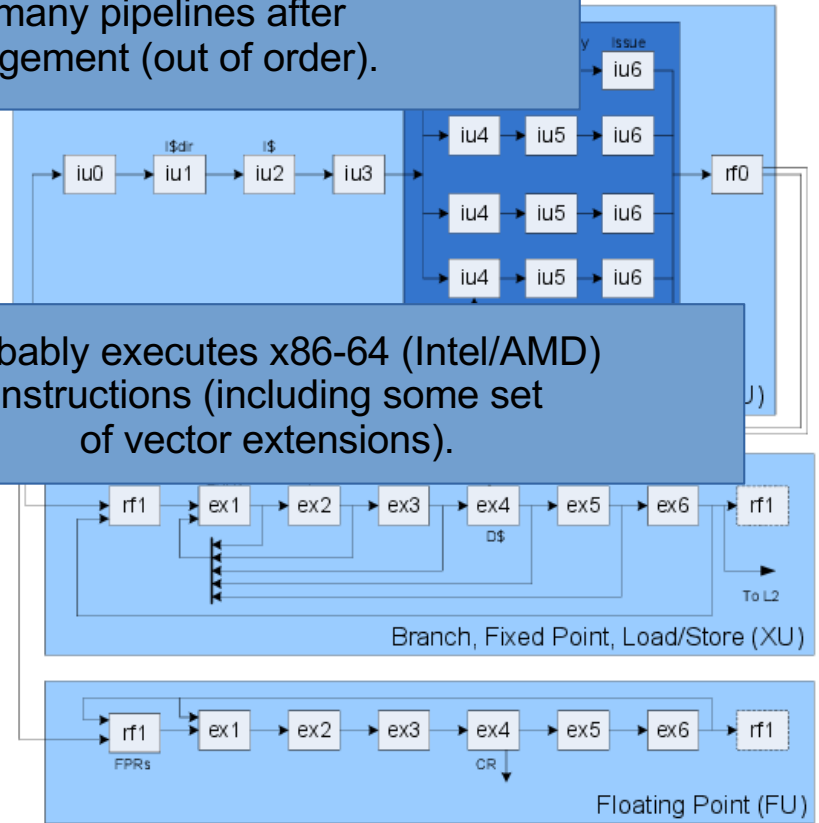 many pipelines after
gement (out of order).
y Issue
iu6
iu4 iu5 iu6
I$dir I$
iu0 iu1 iu2 iu3 rf0
iu4 iu5 iu6
iu4 iu5 iu6
bably executes x86-64 (Intel/AMD)
nstructions (including some set
of vector extensions).
U)
rf1 ex1 ex2 ex3 ex4 ex5 ex6 rf1
D$
To L2
Branch, Fixed Point, Load/Store (XU)
rf1 ex1 ex2 ex3 ex4 ex5 ex6 rf1
FPRs CR
Floating Point (FU)